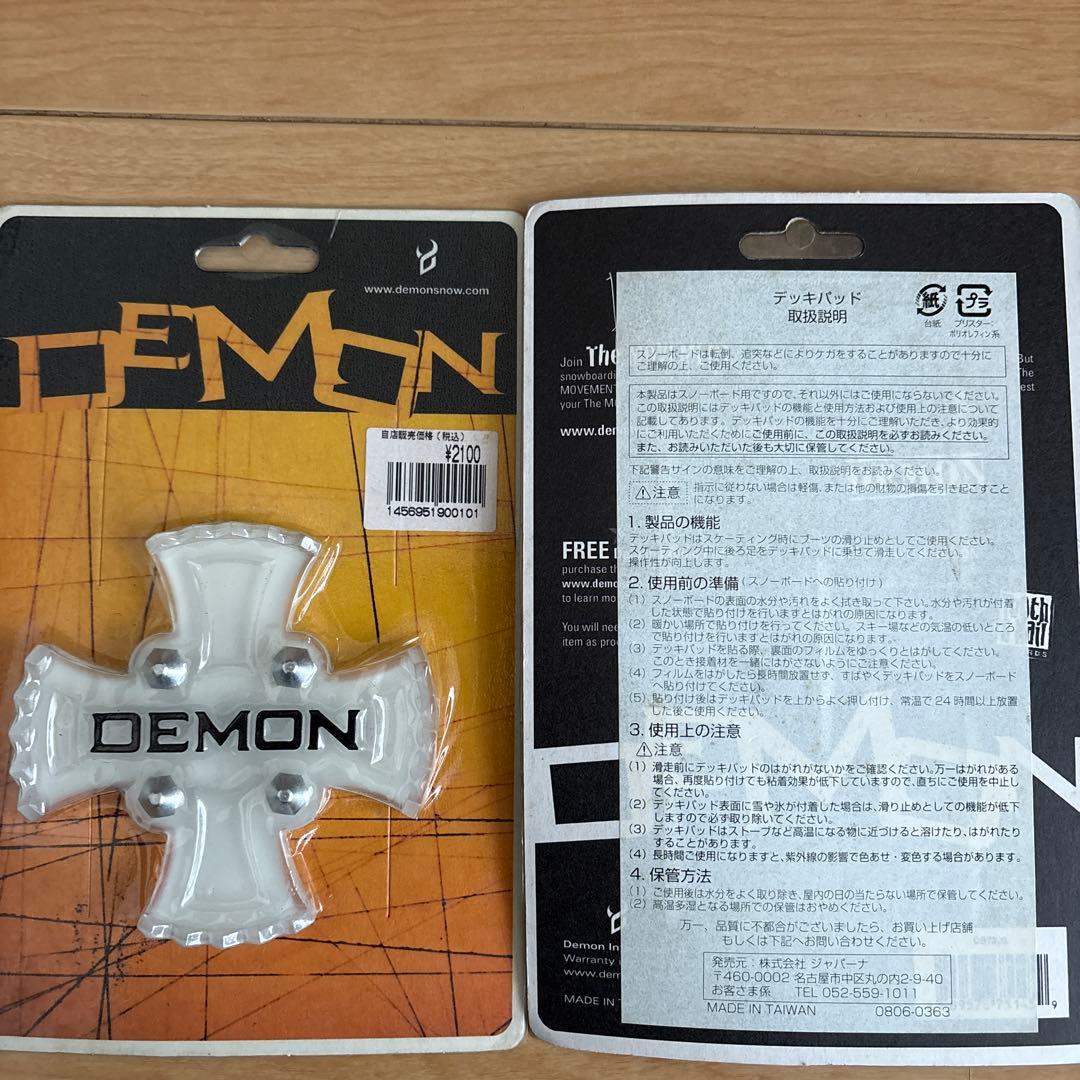 www.demonsnow.com
DEMON
自店販売価格(税込)
¥2100
1456951900101
DEMON
デッキパッド
取扱説明
紙
台紙
プラ
ブリスター:
ポリオレフィン系
スノーボードは転倒、追突などによりケガをすることがありますので十分に
ご理解の上、ご使用ください。
本製品はスノーボード用ですので、それ以外にはご使用にならないでください。
この取扱説明にはデッキパッドの機能と使用方法および使用上の注意について
記載してあります。デッキパッドの機能を十分にご理解いただき、より効果的
にご利用いただくためにご使用前に、この取扱説明を必ずお読みください。
また、お読みいただいた後も大切に保管してください。
下記警告サインの意味をご理解の上、取扱説明をお読みください。
⚠注意
指示に従わない場合は軽傷、または他の財物の損傷を引き起こすこと
になります。
1. 製品の機能
デッキパッドはスケーティング時にブーツの滑り止めとしてご使用ください。
スケーティング中に後ろ足をデッキパッドに乗せて滑走してください。
操作性が向上します。
2. 使用前の準備(スノーボードへの貼り付け)
(1) スノーボードの表面の水分や汚れをよく拭き取って下さい。水分や汚れが付着
した状態で貼り付けを行いますとはがれの原因になります。
(2) 暖かい場所で貼り付けを行ってください。スキー場などの気温の低いところ
で貼り付けを行いますとはがれの原因になります。
(3) デッキパッドを貼る際、裏面のフィルムをゆっくりとはがしてください。
このとき接着材を一緒にはがさないようにご注意ください。
(4) フィルムをはがしたら長時間放置せず、すばやくデッキパッドをスノーボード
へ貼り付けてください。
(5) 貼り付け後はデッキパッドを上からよく押し付け、常温で24時間以上放置
した後ご使用ください。
3. 使用上の注意
⚠注意
(1) 滑走前にデッキパッドのはがれがないかをご確認ください。万一はがれがある
場合、再度貼り付けても粘着効果が低下していますので、直ちにご使用を中止し
てください。
(2) デッキパッド表面に雪や氷が付着した場合は、滑り止めとしての機能が低下
しますので必ず取り除いてください。
(3) デッキパッドはストーブなど高温になる物に近づけると溶けたり、はがれたり
することがあります。
(4) 長時間ご使用になりますと、紫外線の影響で色あせ・変色する場合があります。
4. 保管方法
(1) ご使用後は水分をよく取り除き、屋内の日の当たらない場所で保管してください。
(2) 高温多湿となる場所での保管はおやめください。
万一、品質に不都合がございましたら、お買い上げ店舗
もしくは下記へお問い合わせください。
発売元:株式会社 ジャパーナ
〒460-0002 名古屋市中区丸の内2-9-40
お客さま係 TEL 052-559-1011
MADE IN TAIWAN 0806-0363
Join The
But
snowboardin
the
MOVEMENT
est
your The M
www.der
FREE
purchase th
www.demo
to learn mo
You will nee
item as proo
Demon In
Warranty
www.dem
MADE IN T
9